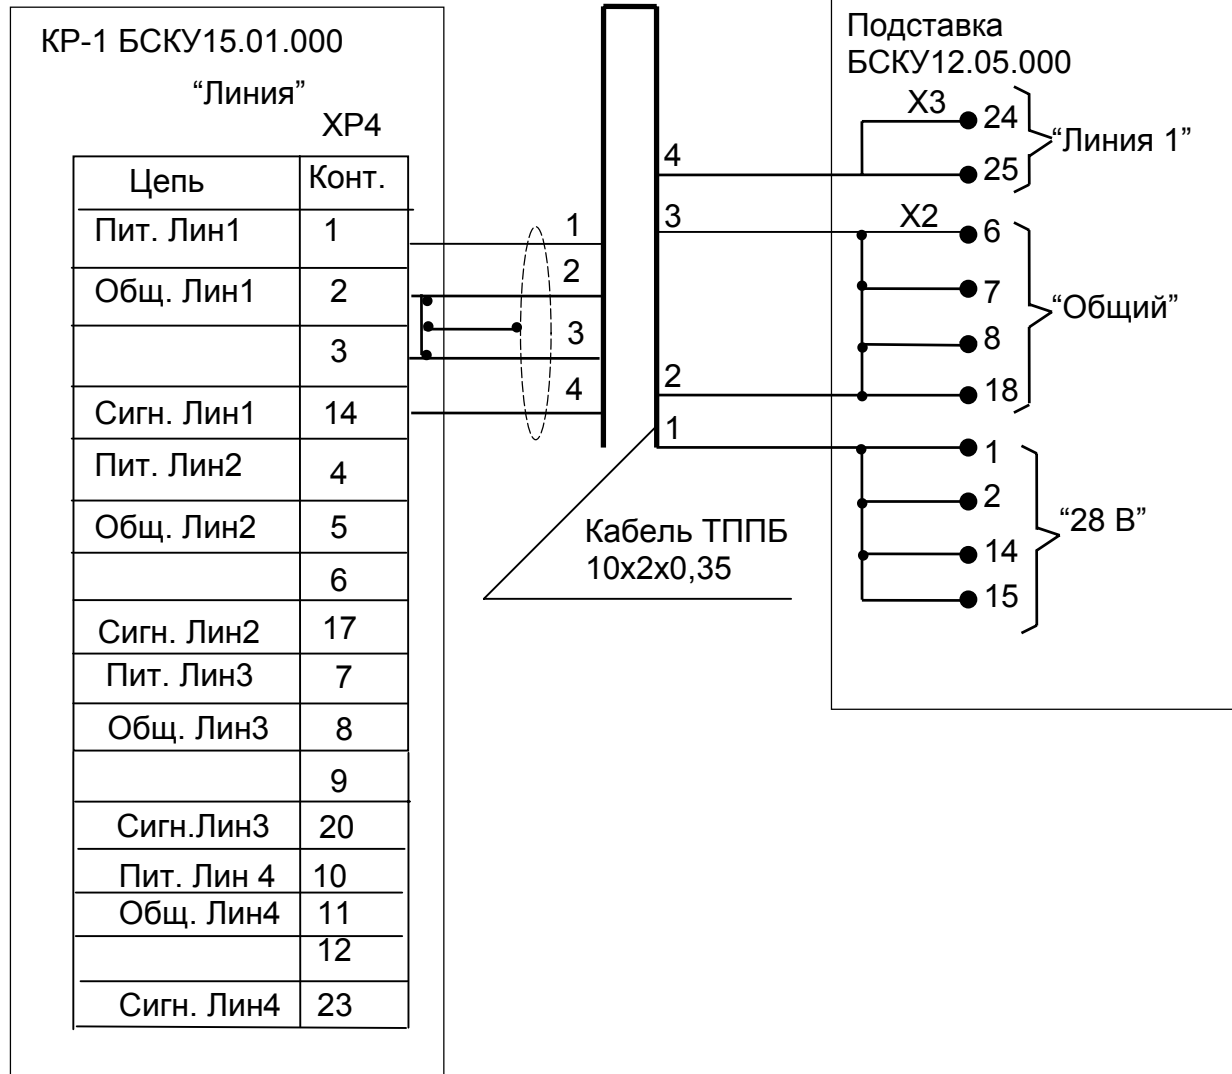 КР-1 БСКУ15.01.000
“Линия”
ХР4
Цепь Конт.
Пит. Лин1 1
Общ. Лин1 2
3
Сигн. Лин1 14
Пит. Лин2 4
Общ. Лин2 5
6
Сигн. Лин2 17
Пит. Лин3 7
Общ. Лин3 8
9
Сигн.Лин3 20
Пит. Лин 4 10
Общ. Лин4 11
12
Сигн. Лин4 23
1
2
3
4
4
3
2
1
Кабель ТППБ
10х2х0,35
Подставка
БСКУ12.05.000
Х3
24
25
“Линия 1”
Х2
6
7
8
18
“Общий”
1
2
14
15
“28 В”